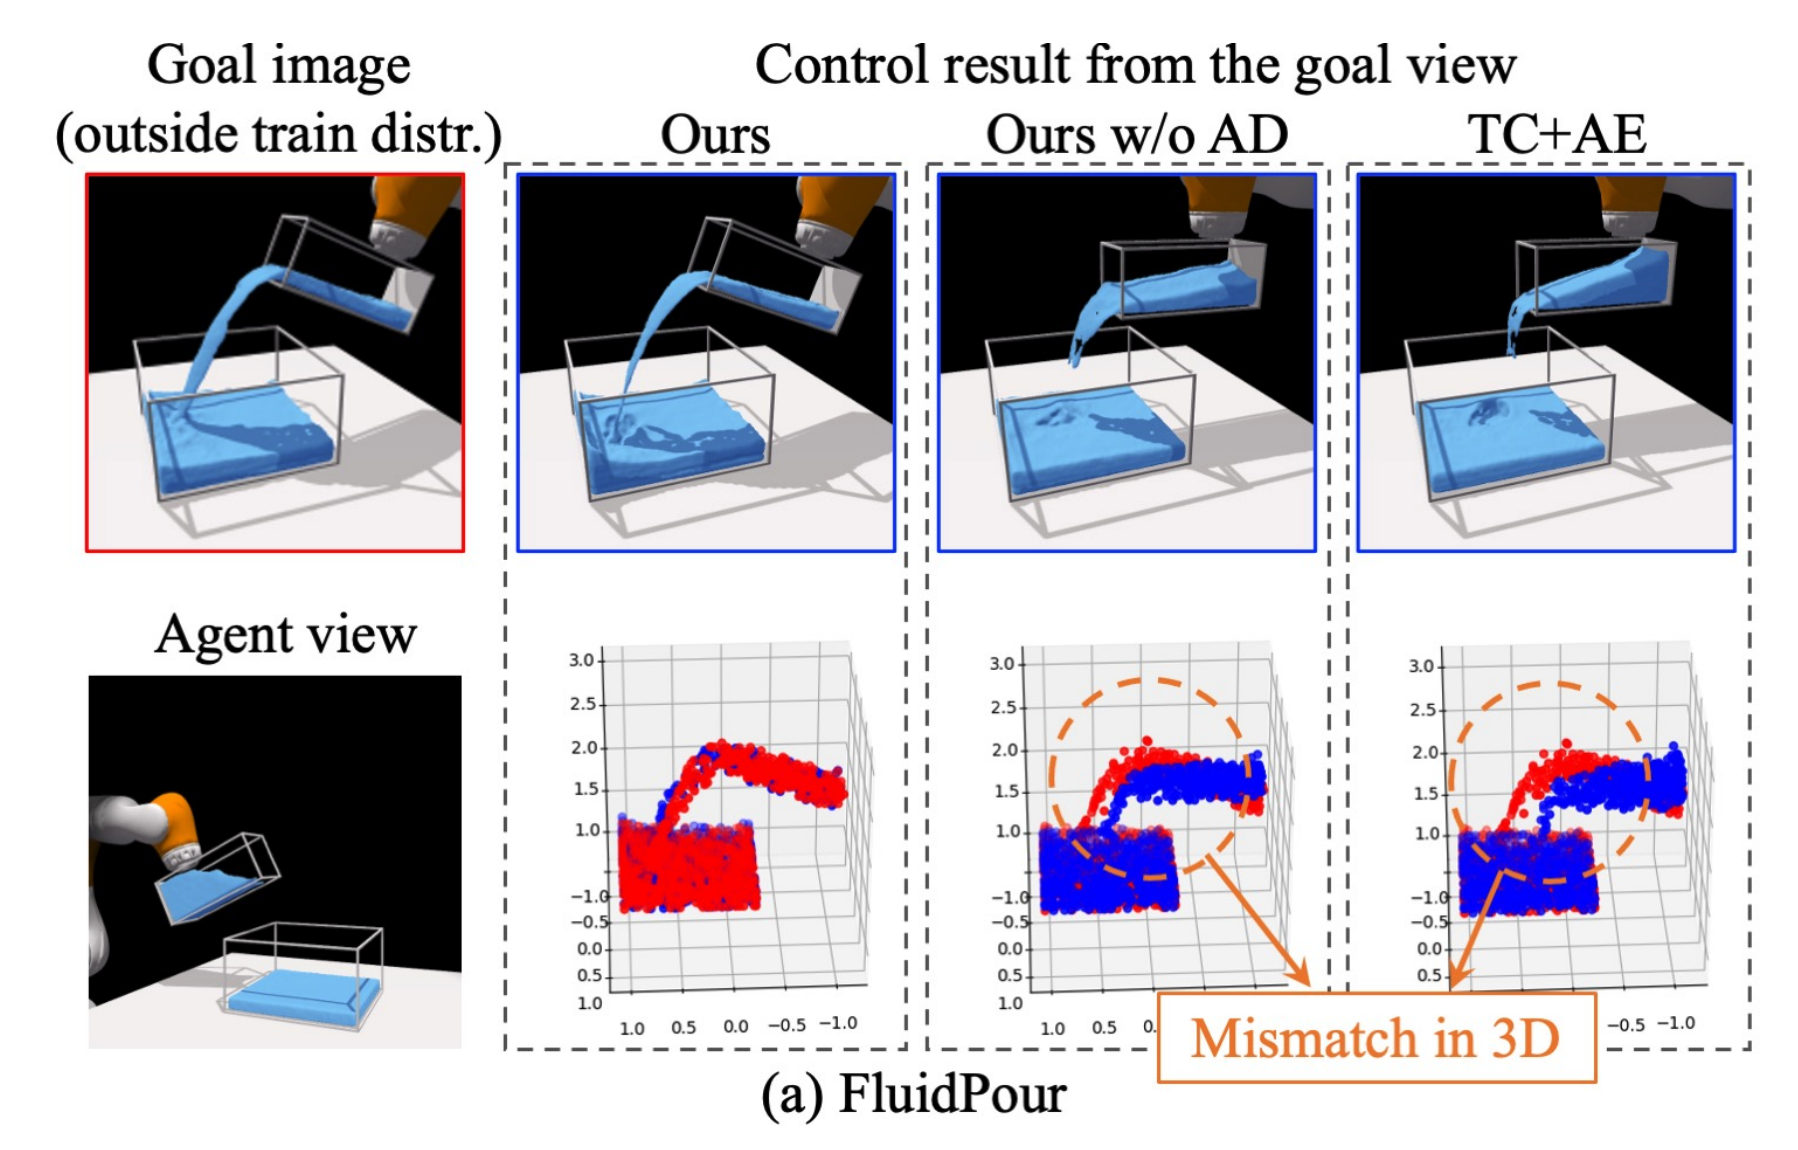 Goal image
(outside train distr.)
Control result from the goal view
Ours
Ours w/o AD
TC+AE
Agent view
3.0
2.5
2.0
1.5
1.0
−1.0
−0.5
0.0
0.5
1.0
1.0 0.5 0.0 −0.5 −1.0
3.0
2.5
2.0
1.5
1.0
−1.0
−0.5
0.0
0.5
1.0
1.0 0.5 0.
3.0
2.5
2.0
1.5
1.0
−1.0
−0.5
0.0
0.5
−0.5 −1.0
Mismatch in 3D
(a) FluidPour